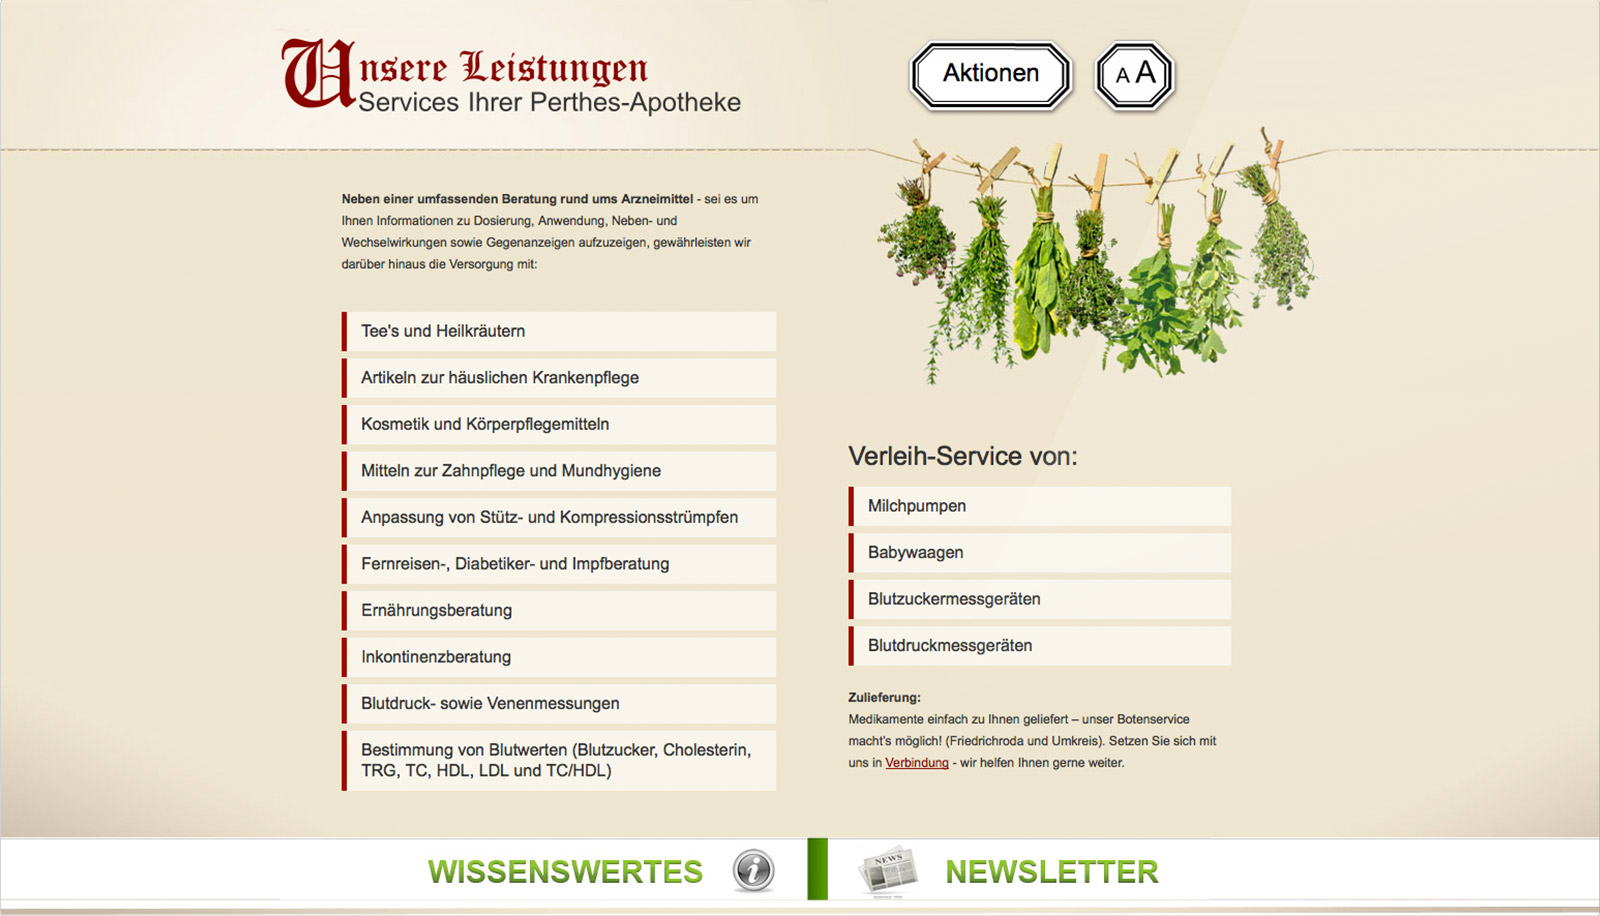 Unsere Leistungen
Services Ihrer Perthes-Apotheke
Aktionen
A A
Neben einer umfassenden Beratung rund ums Arzneimittel - sei es um
Ihnen Informationen zu Dosierung, Anwendung, Neben- und
Wechselwirkungen sowie Gegenanzeigen aufzuzeigen, gewährleisten wir
darüber hinaus die Versorgung mit:
Tee's und Heilkräutern
Artikeln zur häuslichen Krankenpflege
Kosmetik und Körperpflegemitteln
Mitteln zur Zahnpflege und Mundhygiene
Anpassung von Stütz- und Kompressionsstrümpfen
Fernreisen-, Diabetiker- und Impfberatung
Ernährungsberatung
Inkontinenzberatung
Blutdruck- sowie Venenmessungen
Bestimmung von Blutwerten (Blutzucker, Cholesterin,
TRG, TC, HDL, LDL und TC/HDL)
Verleih-Service von:
Milchpumpen
Babywaagen
Blutzuckermessgeräten
Blutdruckmessgeräten
Zulieferung:
Medikamente einfach zu Ihnen geliefert – unser Botenservice
macht's möglich! (Friedrichroda und Umkreis). Setzen Sie sich mit
uns in Verbindung - wir helfen Ihnen gerne weiter.
WISSENSWERTES
NEWS
NEWSLETTER